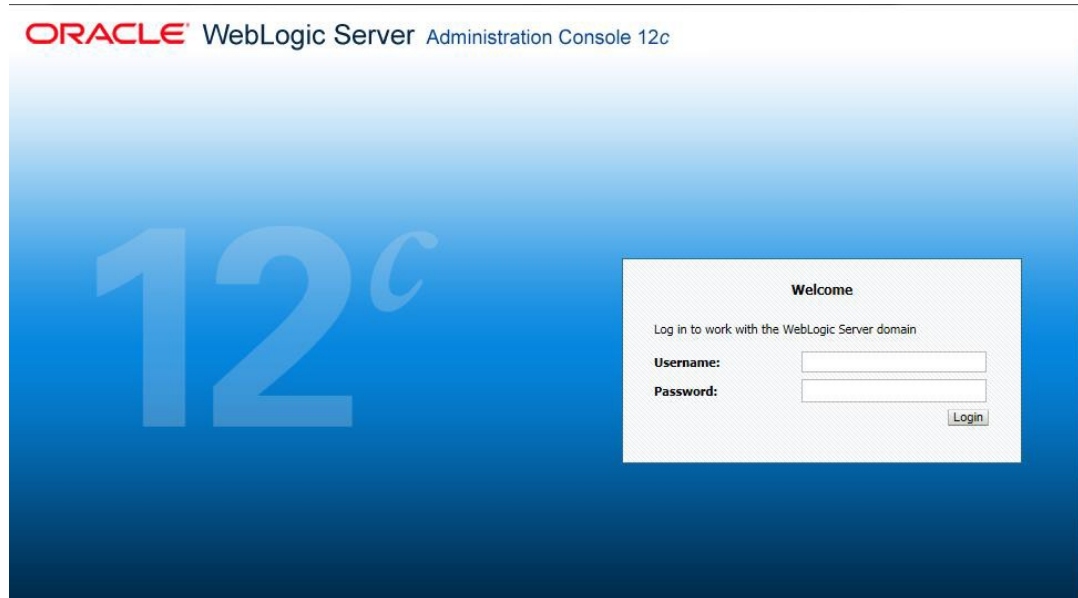 ORACLE WebLogic Server Administration Console 12c
12c
Welcome
Log in to work with the WebLogic Server domain
Username:
Password:
Login